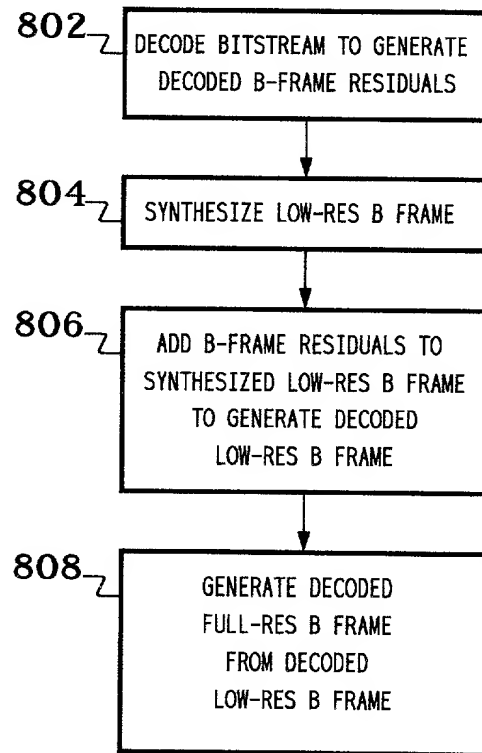 802
DECODE BITSTREAM TO GENERATE
DECODED B-FRAME RESIDUALS
804
SYNTHESIZE LOW-RES B FRAME
806
ADD B-FRAME RESIDUALS TO
SYNTHESIZED LOW-RES B FRAME
TO GENERATE DECODED
LOW-RES B FRAME
808
GENERATE DECODED
FULL-RES B FRAME
FROM DECODED
LOW-RES B FRAME